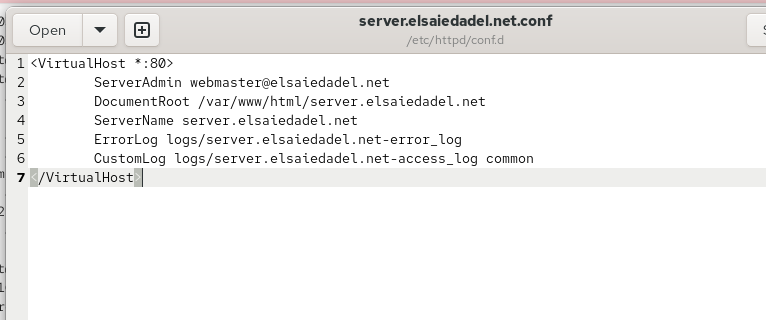 Open
server.elsaiedadel.net.conf
/etc/httpd/conf.d
1 <VirtualHost *:80>
2 ServerAdmin webmaster@elsaiedadel.net
3 DocumentRoot /var/www/html/server.elsaiedadel.net
4 ServerName server.elsaiedadel.net
5 ErrorLog logs/server.elsaiedadel.net-error_log
6 CustomLog logs/server.elsaiedadel.net-access_log common
7 </VirtualHost>